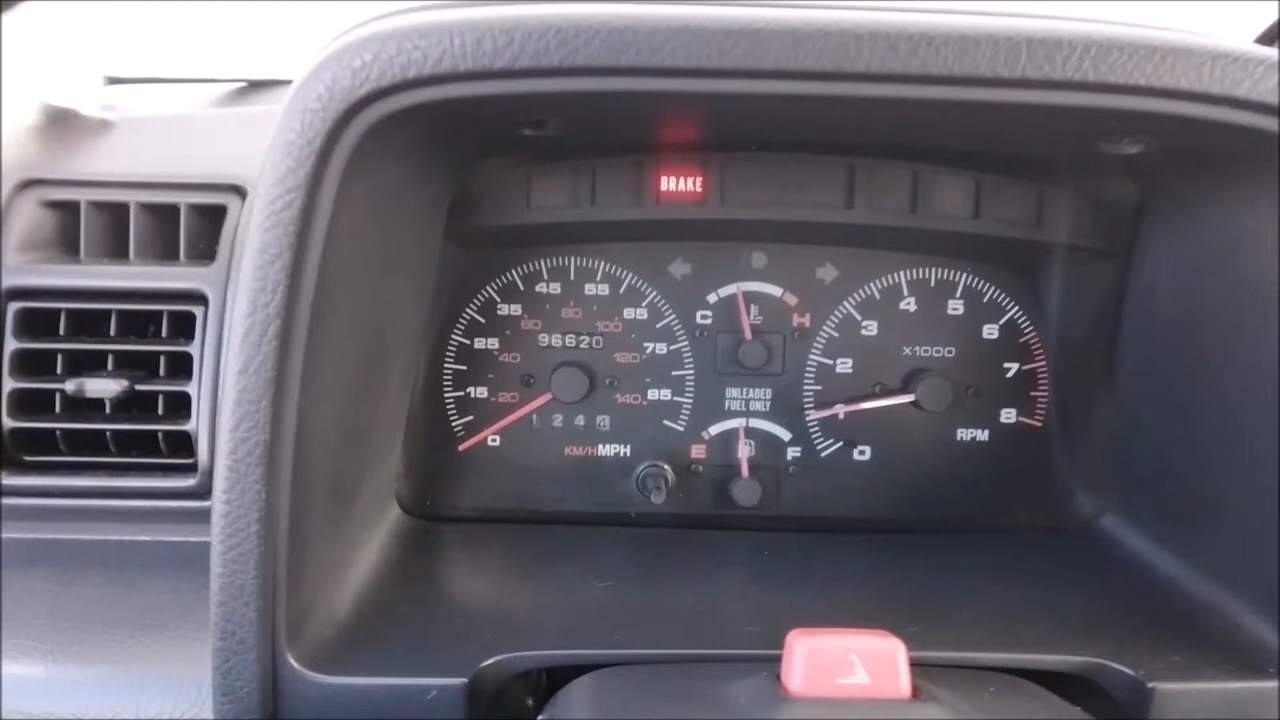 BRAKE
45 55
35 65
80
60 100
96620
25 75
40 120
15 85
20 140
0
1 2 4 4
KM/H MPH
C H
UNLEADED
FUEL ONLY
E F
4 5
3 6
X1000
2 7
1 8
0
RPM